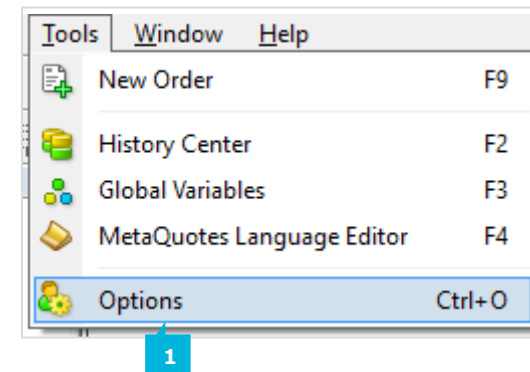 Tools Window Help
New Order F9
History Center F2
Global Variables F3
MetaQuotes Language Editor F4
Options Ctrl+O
1